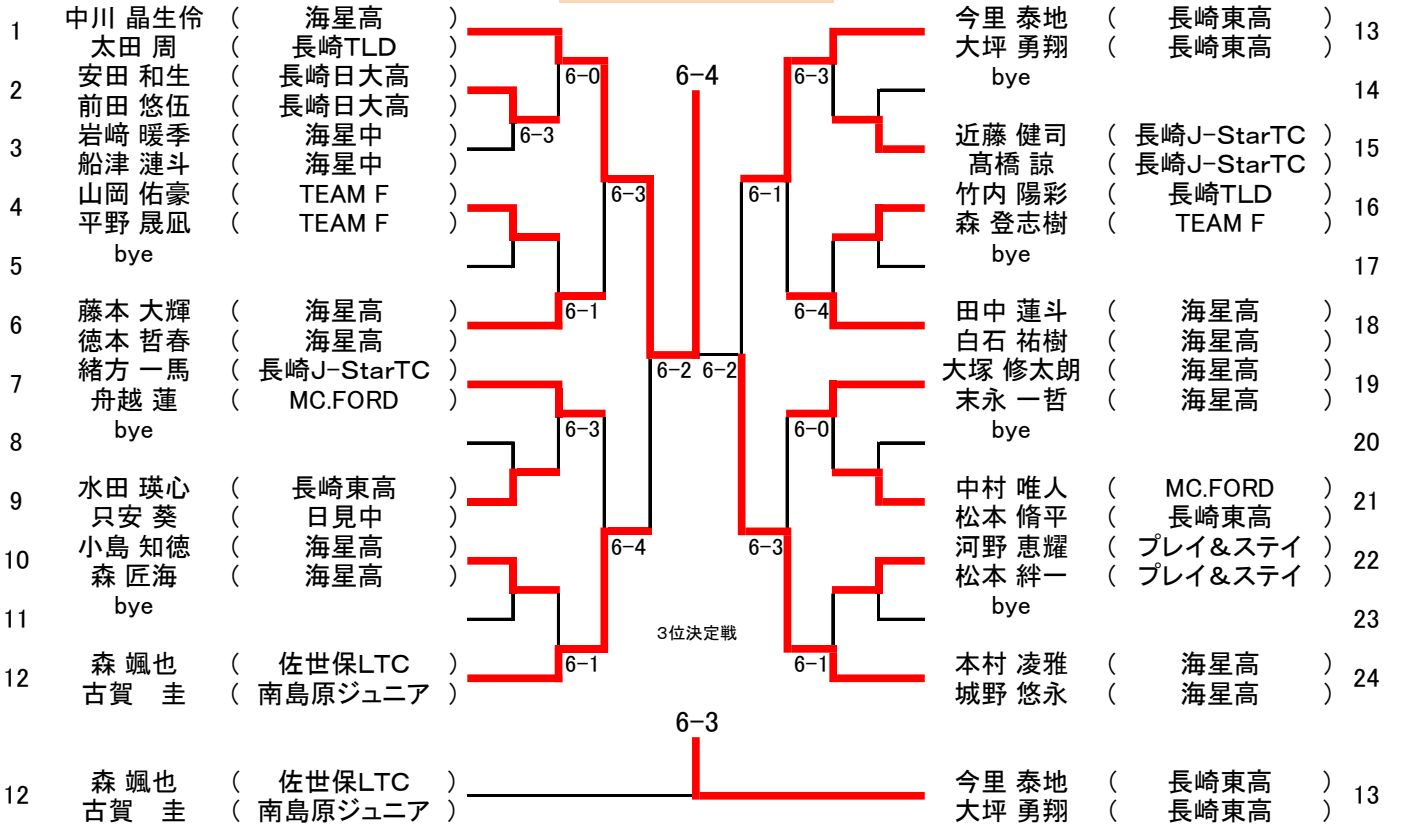 1 中川 晶生伶 ( 海星高 )
太田 周 ( 長崎TLD )
2 安田 和生 ( 長崎日大高 )
前田 悠伍 ( 長崎日大高 )
3 岩﨑 暖季 ( 海星中 )
船津 漣斗 ( 海星中 )
4 山岡 佑豪 ( TEAM F )
平野 晟凪 ( TEAM F )
5 bye
6 藤本 大輝 ( 海星高 )
徳本 哲春 ( 海星高 )
7 緒方 一馬 ( 長崎J-StarTC )
舟越 蓮 ( MC.FORD )
8 bye
9 水田 瑛心 ( 長崎東高 )
只安 葵 ( 日見中 )
10 小島 知徳 ( 海星高 )
森 匠海 ( 海星高 )
11 bye
12 森 颯也 ( 佐世保LTC )
古賀 圭 ( 南島原ジュニア )
6-0
6-3
6-3
6-1
6-3
6-4
6-1
6-4
6-2 6-2
3位決定戦
6-3
6-1
6-4
6-0
6-3
6-1
今里 泰地 ( 長崎東高 ) 13
大坪 勇翔 ( 長崎東高 )
bye 14
近藤 健司 ( 長崎J-StarTC ) 15
髙橋 諒 ( 長崎J-StarTC )
竹内 陽彩 ( 長崎TLD ) 16
森 登志樹 ( TEAM F )
bye 17
田中 蓮斗 ( 海星高 ) 18
白石 祐樹 ( 海星高 )
大塚 修太朗 ( 海星高 ) 19
末永 一哲 ( 海星高 )
bye 20
中村 唯人 ( MC.FORD ) 21
松本 脩平 ( 長崎東高 )
河野 恵耀 ( プレイ&ステイ ) 22
松本 絆一 ( プレイ&ステイ )
bye 23
本村 凌雅 ( 海星高 ) 24
城野 悠永 ( 海星高 )
6-3
12 森 颯也 ( 佐世保LTC )
古賀 圭 ( 南島原ジュニア )
今里 泰地 ( 長崎東高 ) 13
大坪 勇翔 ( 長崎東高 )